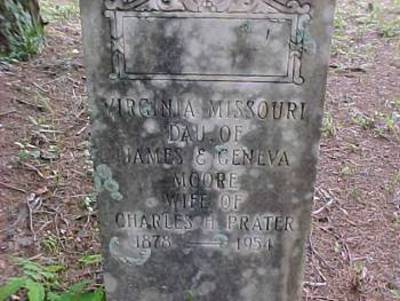 VIRGINIA MISSOURI
DAU. OF
JAMES & GENEVA
MOORE
WIFE OF
CHARLES H. PRATER
1878 — 1954